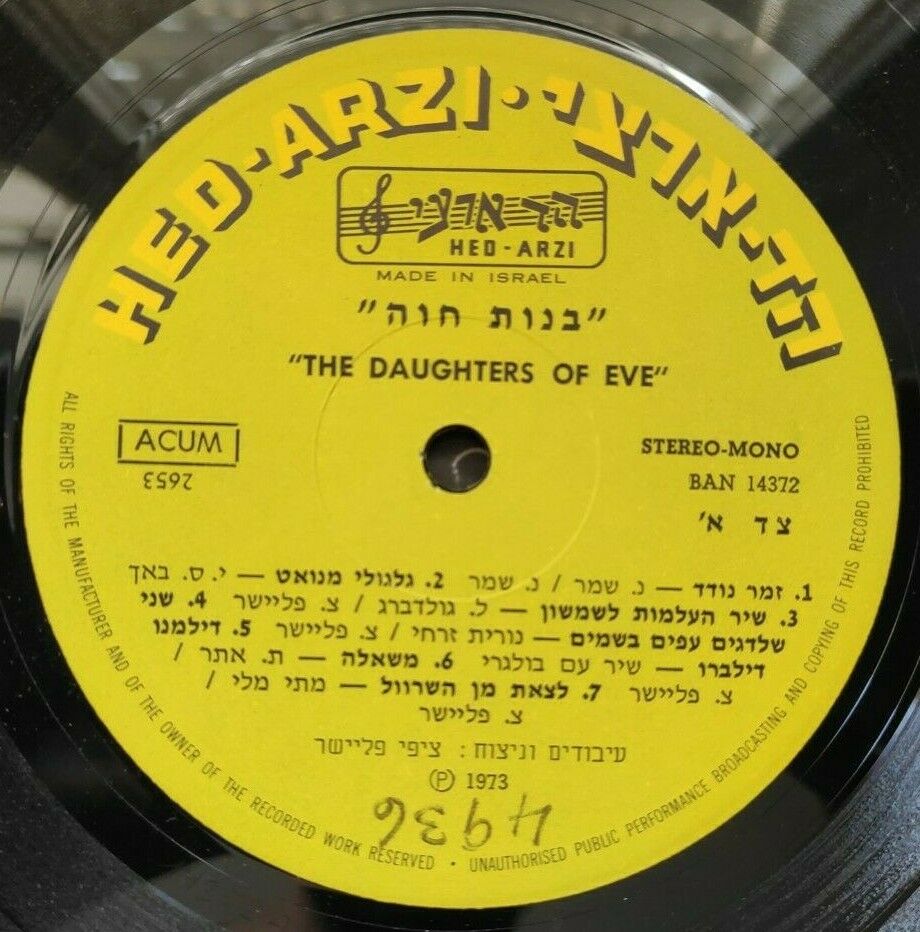 HED-ARZI · הד-ארצי
הד ארצי
HED - ARZI
MADE IN ISRAEL
"בנות חוה"
"THE DAUGHTERS OF EVE"
ACUM
2653
STEREO-MONO
BAN 14372
צד א'
1. זמר נודד — נ. שמר / נ. שמר 2. גלגולי מנואט — י. ס. באך
3. שיר העלמות לשמשון — ל. גולדברג / צ. פליישר 4. שני
שלדגים עפים בשמים — נורית זרחי / צ. פליישר 5. דילמנו
דילברו — שיר עם בולגרי 6. משאלה — ת. אתר /
צ. פליישר 7. לצאת מן השרוול — מתי מלי /
צ. פליישר
עיבודים וניצוח : ציפי פליישר
Ⓟ 1973
4936
ALL RIGHTS OF THE MANUFACTURER AND OF THE OWNER OF THE RECORDED WORK RESERVED · UNAUTHORISED PUBLIC PERFORMANCE BROADCASTING AND COPYING OF THIS RECORD PROHIBITED